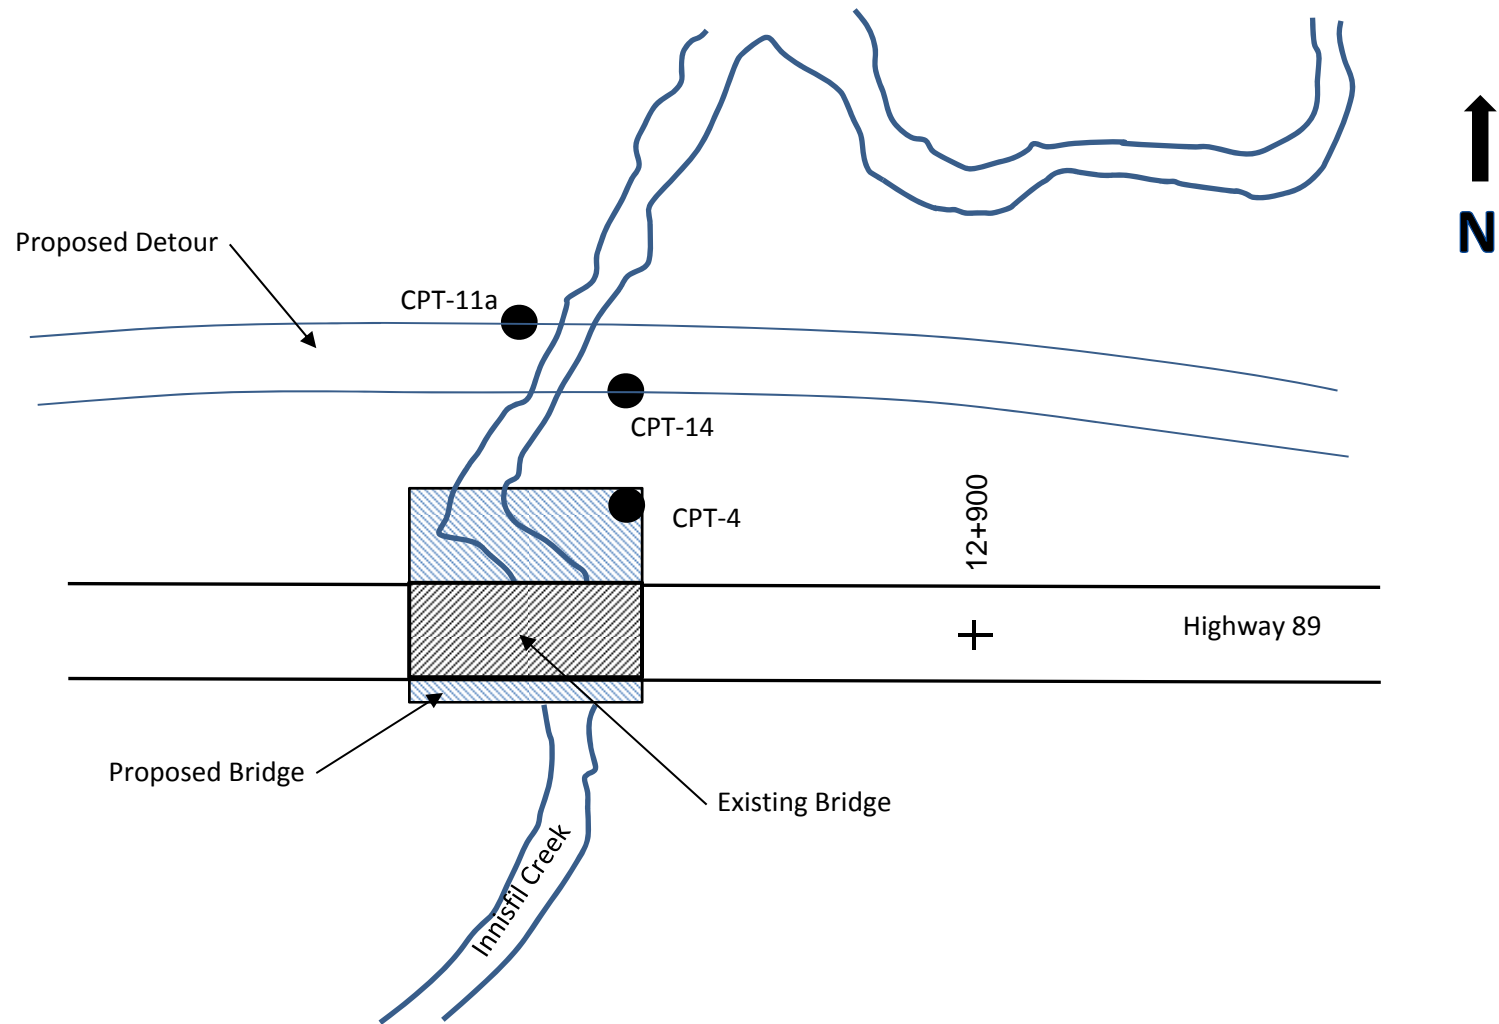 N
Proposed Detour
CPT-11a
CPT-14
CPT-4
12+900
Highway 89
Proposed Bridge
Existing Bridge
Innisfil Creek